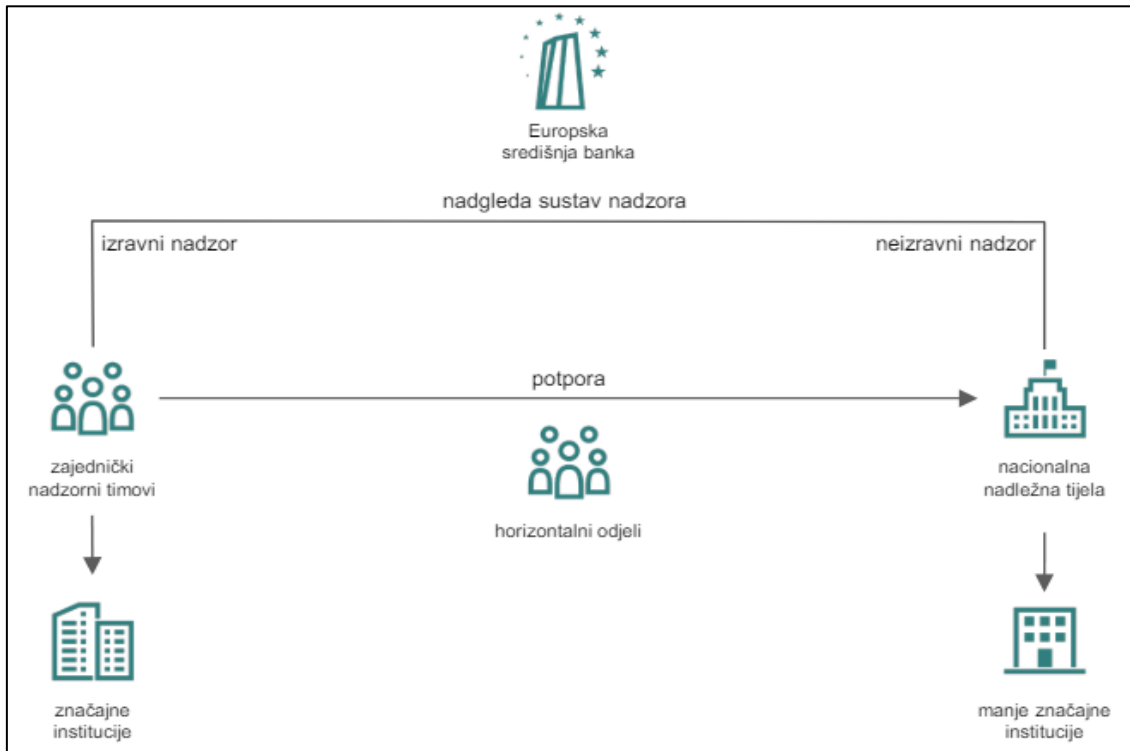 Europska
središnja banka
nadgleda sustav nadzora
izravni nadzor
neizravni nadzor
potpora
zajednički
nadzorni timovi
horizontalni odjeli
nacionalna
nadležna tijela
značajne
institucije
manje značajne
institucije